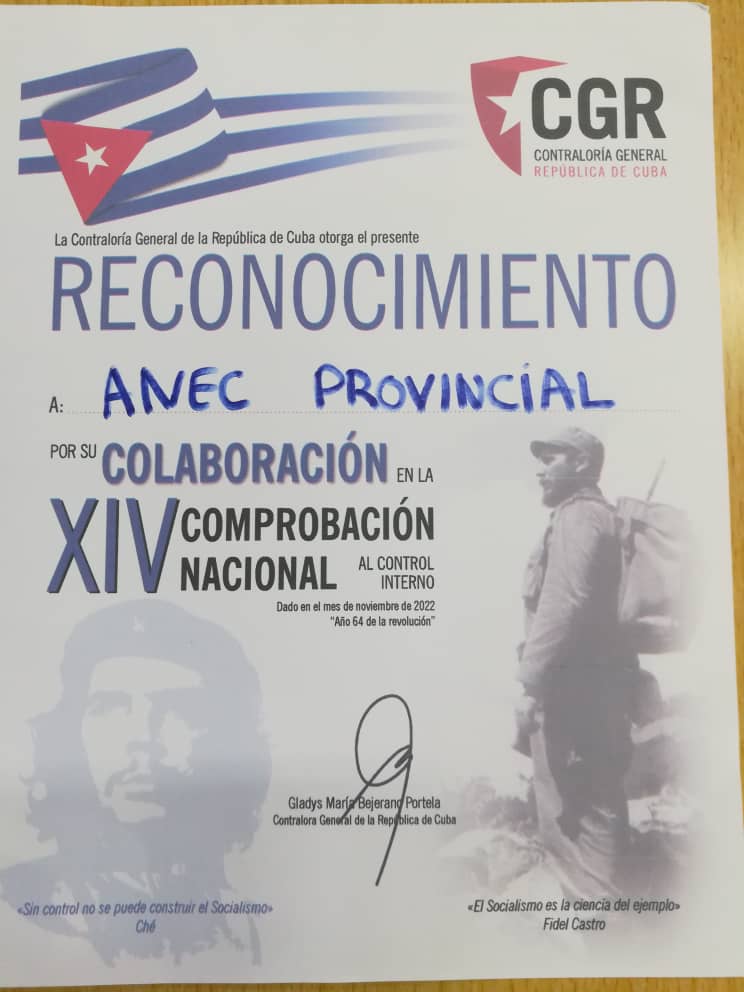 CGR
CONTRALORÍA GENERAL
REPÚBLICA DE CUBA
La Contraloría General de la República de Cuba otorga el presente
RECONOCIMIENTO
A: ANEC PROVINCIAL
POR SU COLABORACIÓN EN LA
XIV COMPROBACIÓN
NACIONAL AL CONTROL
INTERNO
Dado en el mes de noviembre de 2022
"Año 64 de la revolución"
Gladys María Bejerano Portela
Contralora General de la República de Cuba
«Sin control no se puede construir el Socialismo»
Ché
«El Socialismo es la ciencia del ejemplo»
Fidel Castro